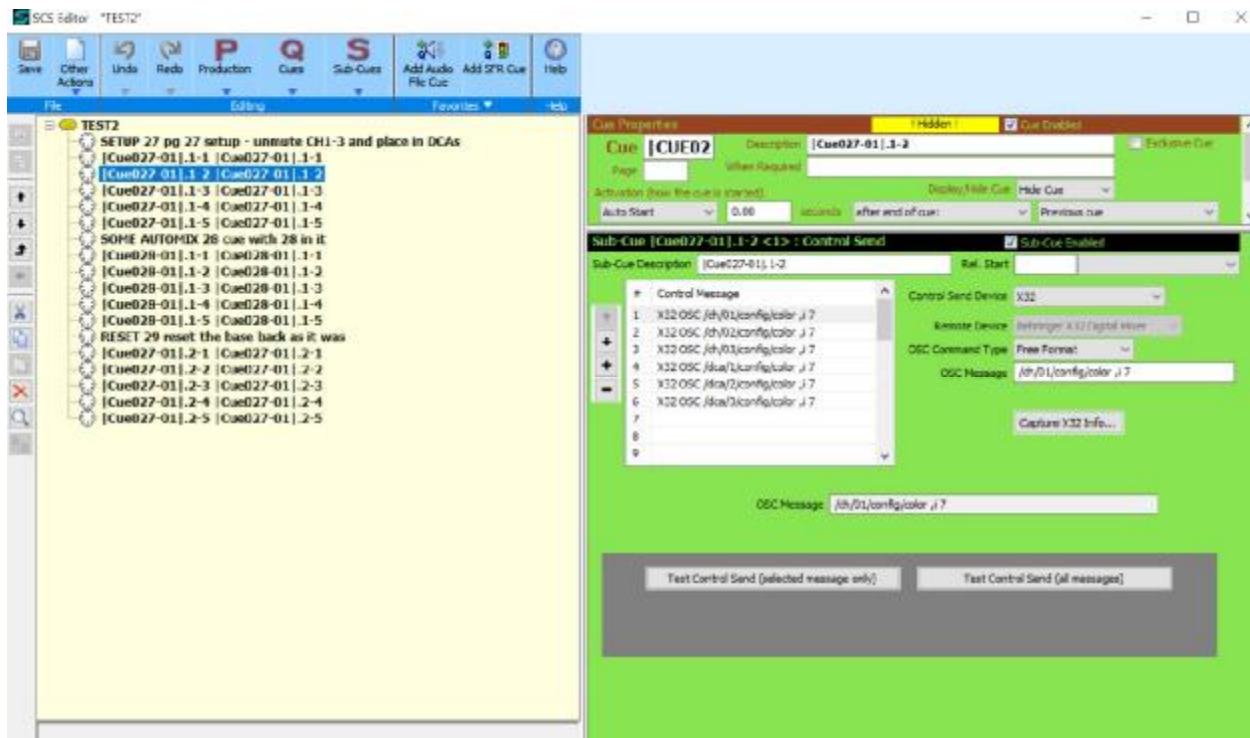 SCS Editor "TEST2"
Save
Other Actions
Undo
Redo
Production
Cues
Sub-Cues
Add Audio File Cue
Add SFR Cue
Help
File
Editing
Favorites
Help
TEST2
SETUP 27 pg 27 setup - unmute CH1-3 and place in DCAs
|Cue027-01|.1-1 |Cue027-01|.1-1
|Cue027-01|.1-2 |Cue027-01|.1-2
|Cue027-01|.1-3 |Cue027-01|.1-3
|Cue027-01|.1-4 |Cue027-01|.1-4
|Cue027-01|.1-5 |Cue027-01|.1-5
SOME AUTOMIX 28 cue with 28 in it
|Cue028-01|.1-1 |Cue028-01|.1-1
|Cue028-01|.1-2 |Cue028-01|.1-2
|Cue028-01|.1-3 |Cue028-01|.1-3
|Cue028-01|.1-4 |Cue028-01|.1-4
|Cue028-01|.1-5 |Cue028-01|.1-5
RESET 29 reset the base back as it was
|Cue027-01|.2-1 |Cue027-01|.2-1
|Cue027-01|.2-2 |Cue027-01|.2-2
|Cue027-01|.2-3 |Cue027-01|.2-3
|Cue027-01|.2-4 |Cue027-01|.2-4
|Cue027-01|.2-5 |Cue027-01|.2-5
Cue Properties ! Hidden ! Cue Enabled
Cue |CUE02 Description |Cue027-01|.1-2 Exclusive Cue
Page When Required
Activation (how the cue is started) Display/Hide Cue Hide Cue
Auto Start 0.00 seconds after end of cue: Previous cue
Sub-Cue |Cue027-01|.1-2 <1> : Control Send Sub-Cue Enabled
Sub-Cue Description |Cue027-01|.1-2 Rel. Start
# Control Message
1 X32 OSC /ch/01/config/color ,i 7
2 X32 OSC /ch/02/config/color ,i 7
3 X32 OSC /ch/03/config/color ,i 7
4 X32 OSC /dca/1/config/color ,i 7
5 X32 OSC /dca/2/config/color ,i 7
6 X32 OSC /dca/3/config/color ,i 7
7
8
9
Control Send Device X32
Remote Device Behringer X32 Digital Mixer
OSC Command Type Free Format
OSC Message /ch/01/config/color ,i 7
Capture X32 Info...
OSC Message /ch/01/config/color ,i 7
Test Control Send (selected message only)
Test Control Send (all messages)